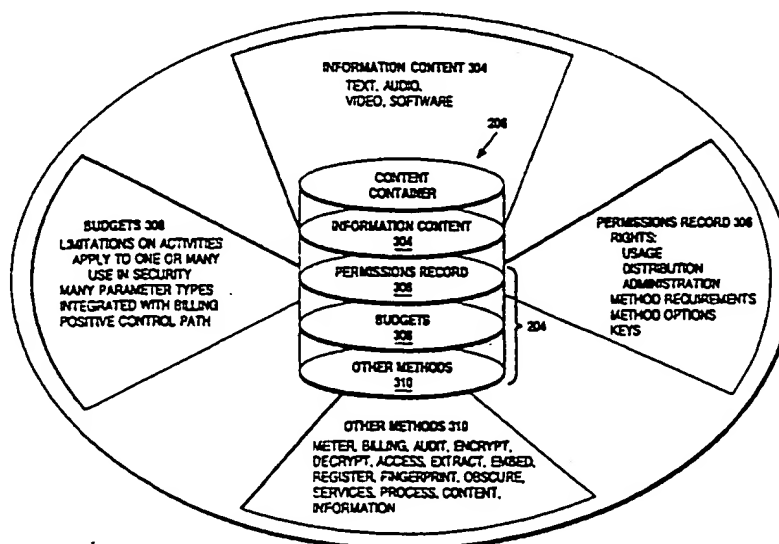 INFORMATION CONTENT 304
TEXT, AUDIO,
VIDEO, SOFTWARE
206
CONTENT
CONTAINER
INFORMATION CONTENT
304
PERMISSIONS RECORD
306
BUDGETS
308
OTHER METHODS
310
204
BUDGETS 308
LIMITATIONS ON ACTIVITIES
APPLY TO ONE OR MANY
USE IN SECURITY
MANY PARAMETER TYPES
INTEGRATED WITH BILLING
POSITIVE CONTROL PATH
PERMISSIONS RECORD 306
RIGHTS:
USAGE
DISTRIBUTION
ADMINISTRATION
METHOD REQUIREMENTS
METHOD OPTIONS
KEYS
OTHER METHODS 310
METER, BILLING, AUDIT, ENCRYPT,
DECRYPT, ACCESS, EXTRACT, EMBED,
REGISTER, FINGERPRINT, OBSCURE,
SERVICES, PROCESS, CONTENT,
INFORMATION